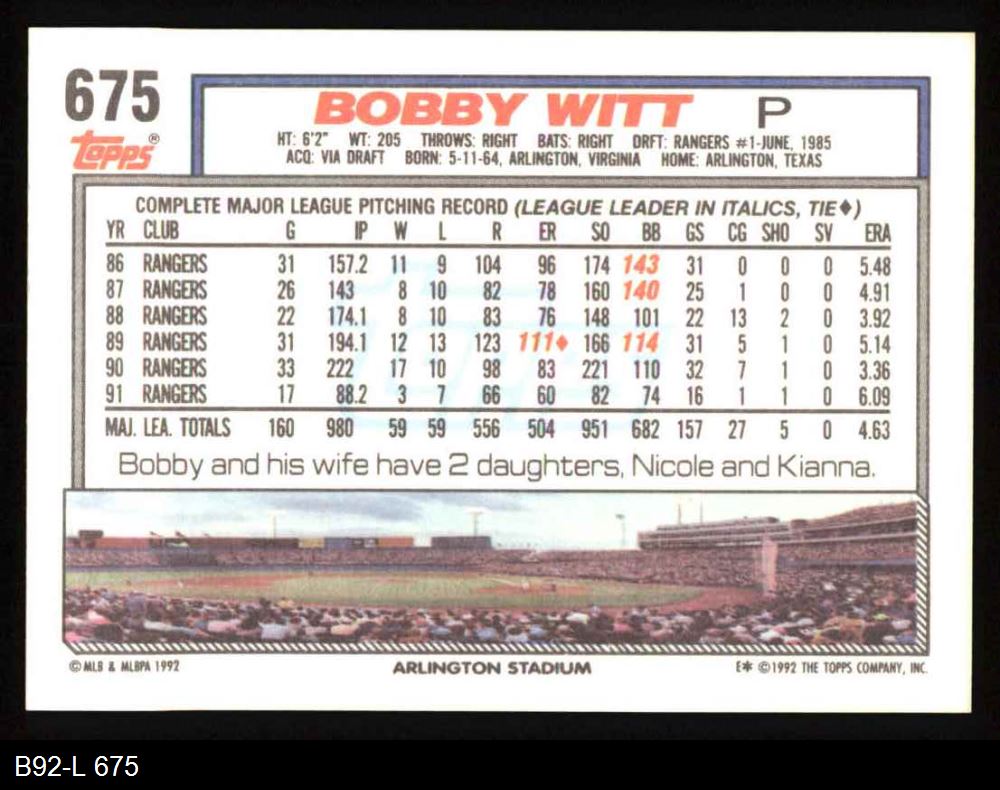 675
Topps®
BOBBY WITT P
HT: 6'2" WT: 205 THROWS: RIGHT BATS: RIGHT DRFT: RANGERS #1-JUNE, 1985
ACQ: VIA DRAFT BORN: 5-11-64, ARLINGTON, VIRGINIA HOME: ARLINGTON, TEXAS
COMPLETE MAJOR LEAGUE PITCHING RECORD (LEAGUE LEADER IN ITALICS, TIE♦)
YR CLUB G IP W L R ER SO BB GS CG SHO SV ERA
86 RANGERS 31 157.2 11 9 104 96 174 143 31 0 0 0 5.48
87 RANGERS 26 143 8 10 82 78 160 140 25 1 0 0 4.91
88 RANGERS 22 174.1 8 10 83 76 148 101 22 13 2 0 3.92
89 RANGERS 31 194.1 12 13 123 111♦ 166 114 31 5 1 0 5.14
90 RANGERS 33 222 17 10 98 83 221 110 32 7 1 0 3.36
91 RANGERS 17 88.2 3 7 66 60 82 74 16 1 1 0 6.09
MAJ. LEA. TOTALS 160 980 59 59 556 504 951 682 157 27 5 0 4.63
Bobby and his wife have 2 daughters, Nicole and Kianna.
© MLB & MLBPA 1992 ARLINGTON STADIUM E* ©1992 THE TOPPS COMPANY, INC.
B92-L 675